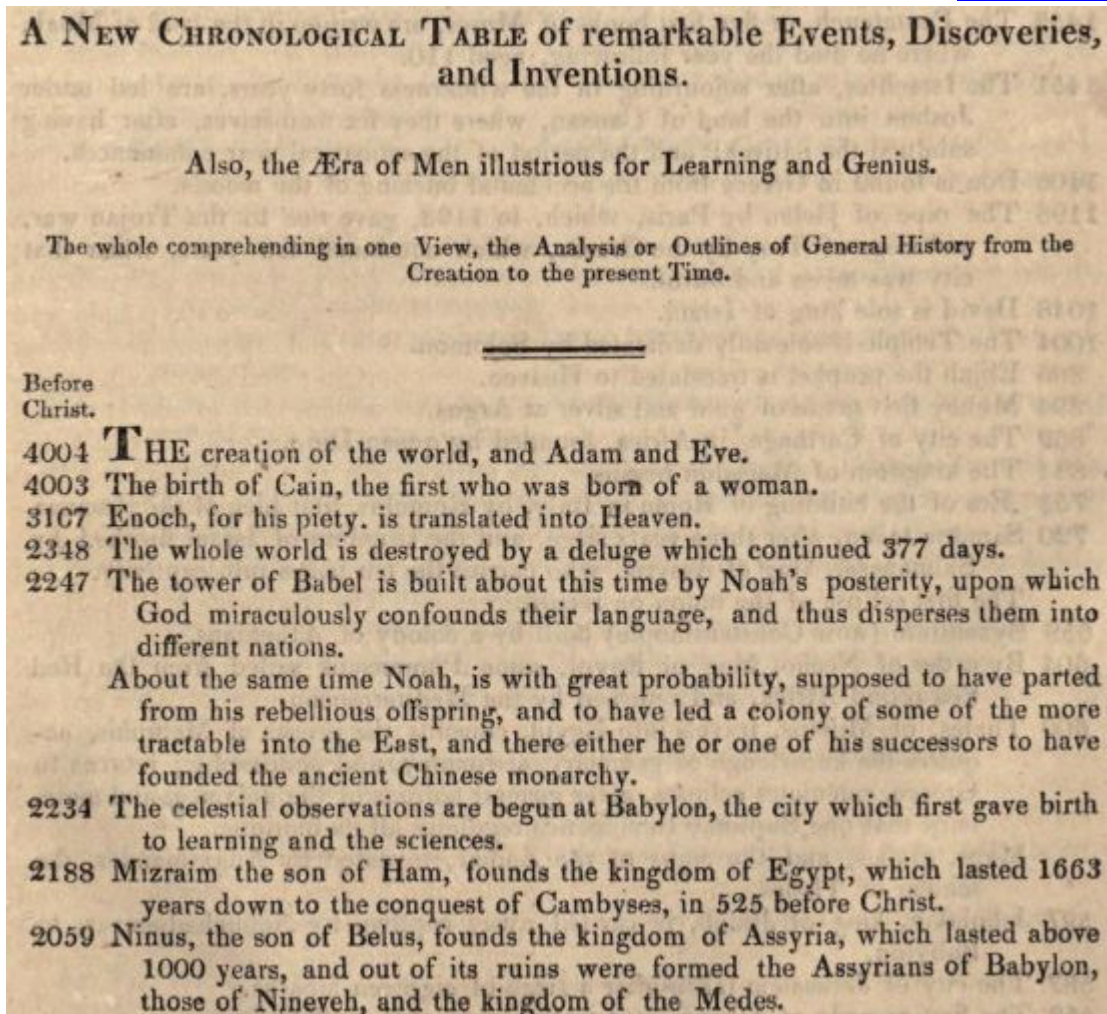 A NEW CHRONOLOGICAL TABLE of remarkable Events, Discoveries,
and Inventions.
Also, the Æra of Men illustrious for Learning and Genius.
The whole comprehending in one View, the Analysis or Outlines of General History from the
Creation to the present Time.
Before
Christ.
4004 THE creation of the world, and Adam and Eve.
4003 The birth of Cain, the first who was born of a woman.
3107 Enoch, for his piety. is translated into Heaven.
2348 The whole world is destroyed by a deluge which continued 377 days.
2247 The tower of Babel is built about this time by Noah's posterity, upon which
God miraculously confounds their language, and thus disperses them into
different nations.
About the same time Noah, is with great probability, supposed to have parted
from his rebellious offspring, and to have led a colony of some of the more
tractable into the East, and there either he or one of his successors to have
founded the ancient Chinese monarchy.
2234 The celestial observations are begun at Babylon, the city which first gave birth
to learning and the sciences.
2188 Mizraim the son of Ham, founds the kingdom of Egypt, which lasted 1663
years down to the conquest of Cambyses, in 525 before Christ.
2059 Ninus, the son of Belus, founds the kingdom of Assyria, which lasted above
1000 years, and out of its ruins were formed the Assyrians of Babylon,
those of Nineveh, and the kingdom of the Medes.